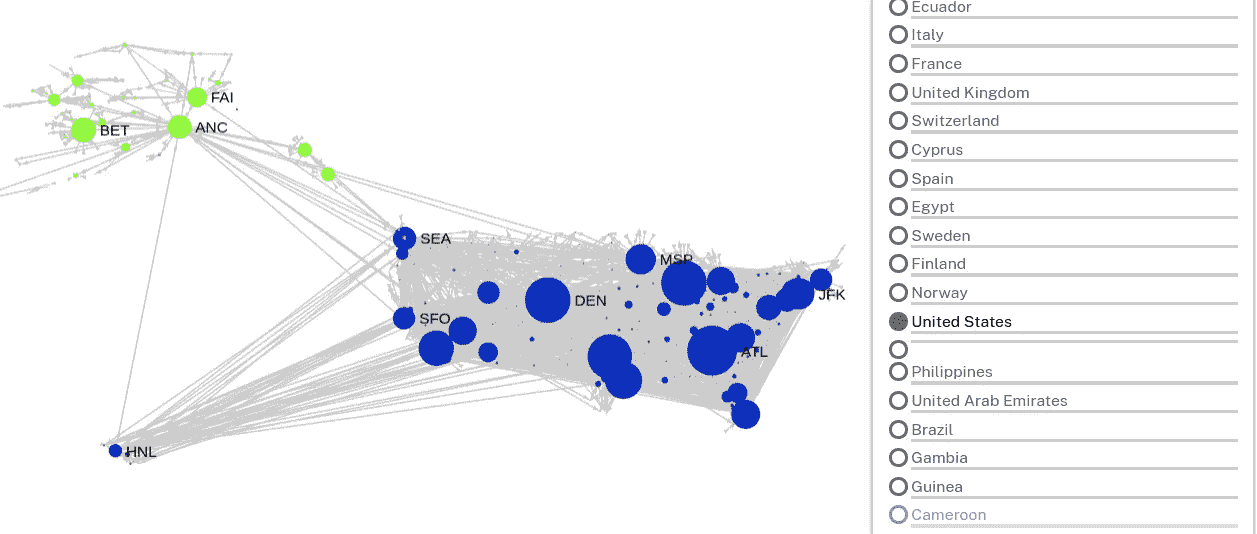 FAI
BET
ANC
SEA
MSP
DEN
JFK
SFO
ATL
HNL
Ecuador
Italy
France
United Kingdom
Switzerland
Cyprus
Spain
Egypt
Sweden
Finland
Norway
United States
Philippines
United Arab Emirates
Brazil
Gambia
Guinea
Cameroon